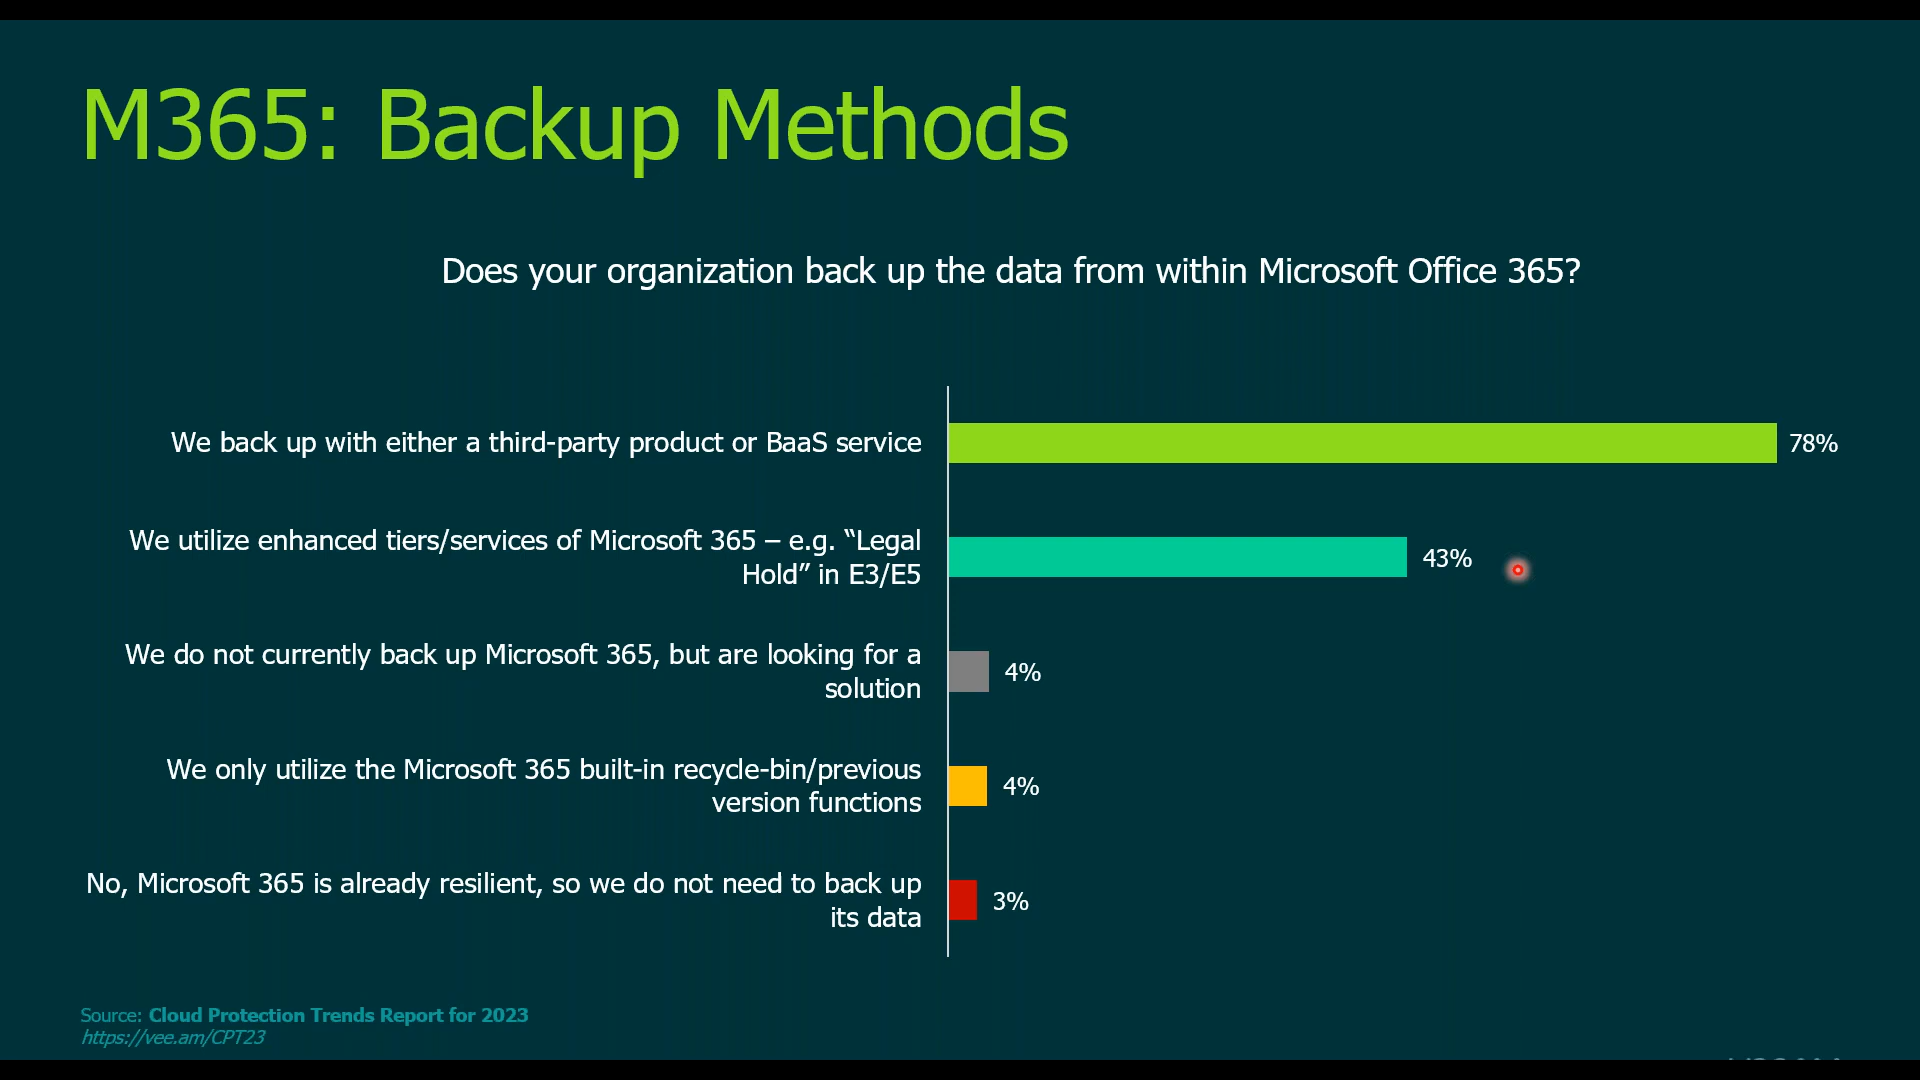 M365: Backup Methods
Does your organization back up the data from within Microsoft Office 365?
We back up with either a third-party product or BaaS service
78%
We utilize enhanced tiers/services of Microsoft 365 – e.g. “Legal
Hold” in E3/E5
43%
We do not currently back up Microsoft 365, but are looking for a
solution
4%
We only utilize the Microsoft 365 built-in recycle-bin/previous
version functions
4%
No, Microsoft 365 is already resilient, so we do not need to back up
its data
3%
Source: Cloud Protection Trends Report for 2023
https://vee.am/CPT23